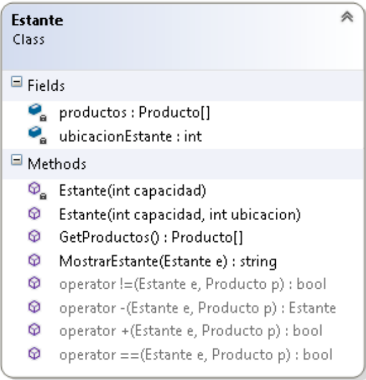 Estante
Class
Fields
productos : Producto[]
ubicacionEstante : int
Methods
Estante(int capacidad)
Estante(int capacidad, int ubicacion)
GetProductos() : Producto[]
MostrarEstante(Estante e) : string
operator !=(Estante e, Producto p) : bool
operator -(Estante e, Producto p) : Estante
operator +(Estante e, Producto p) : bool
operator ==(Estante e, Producto p) : bool